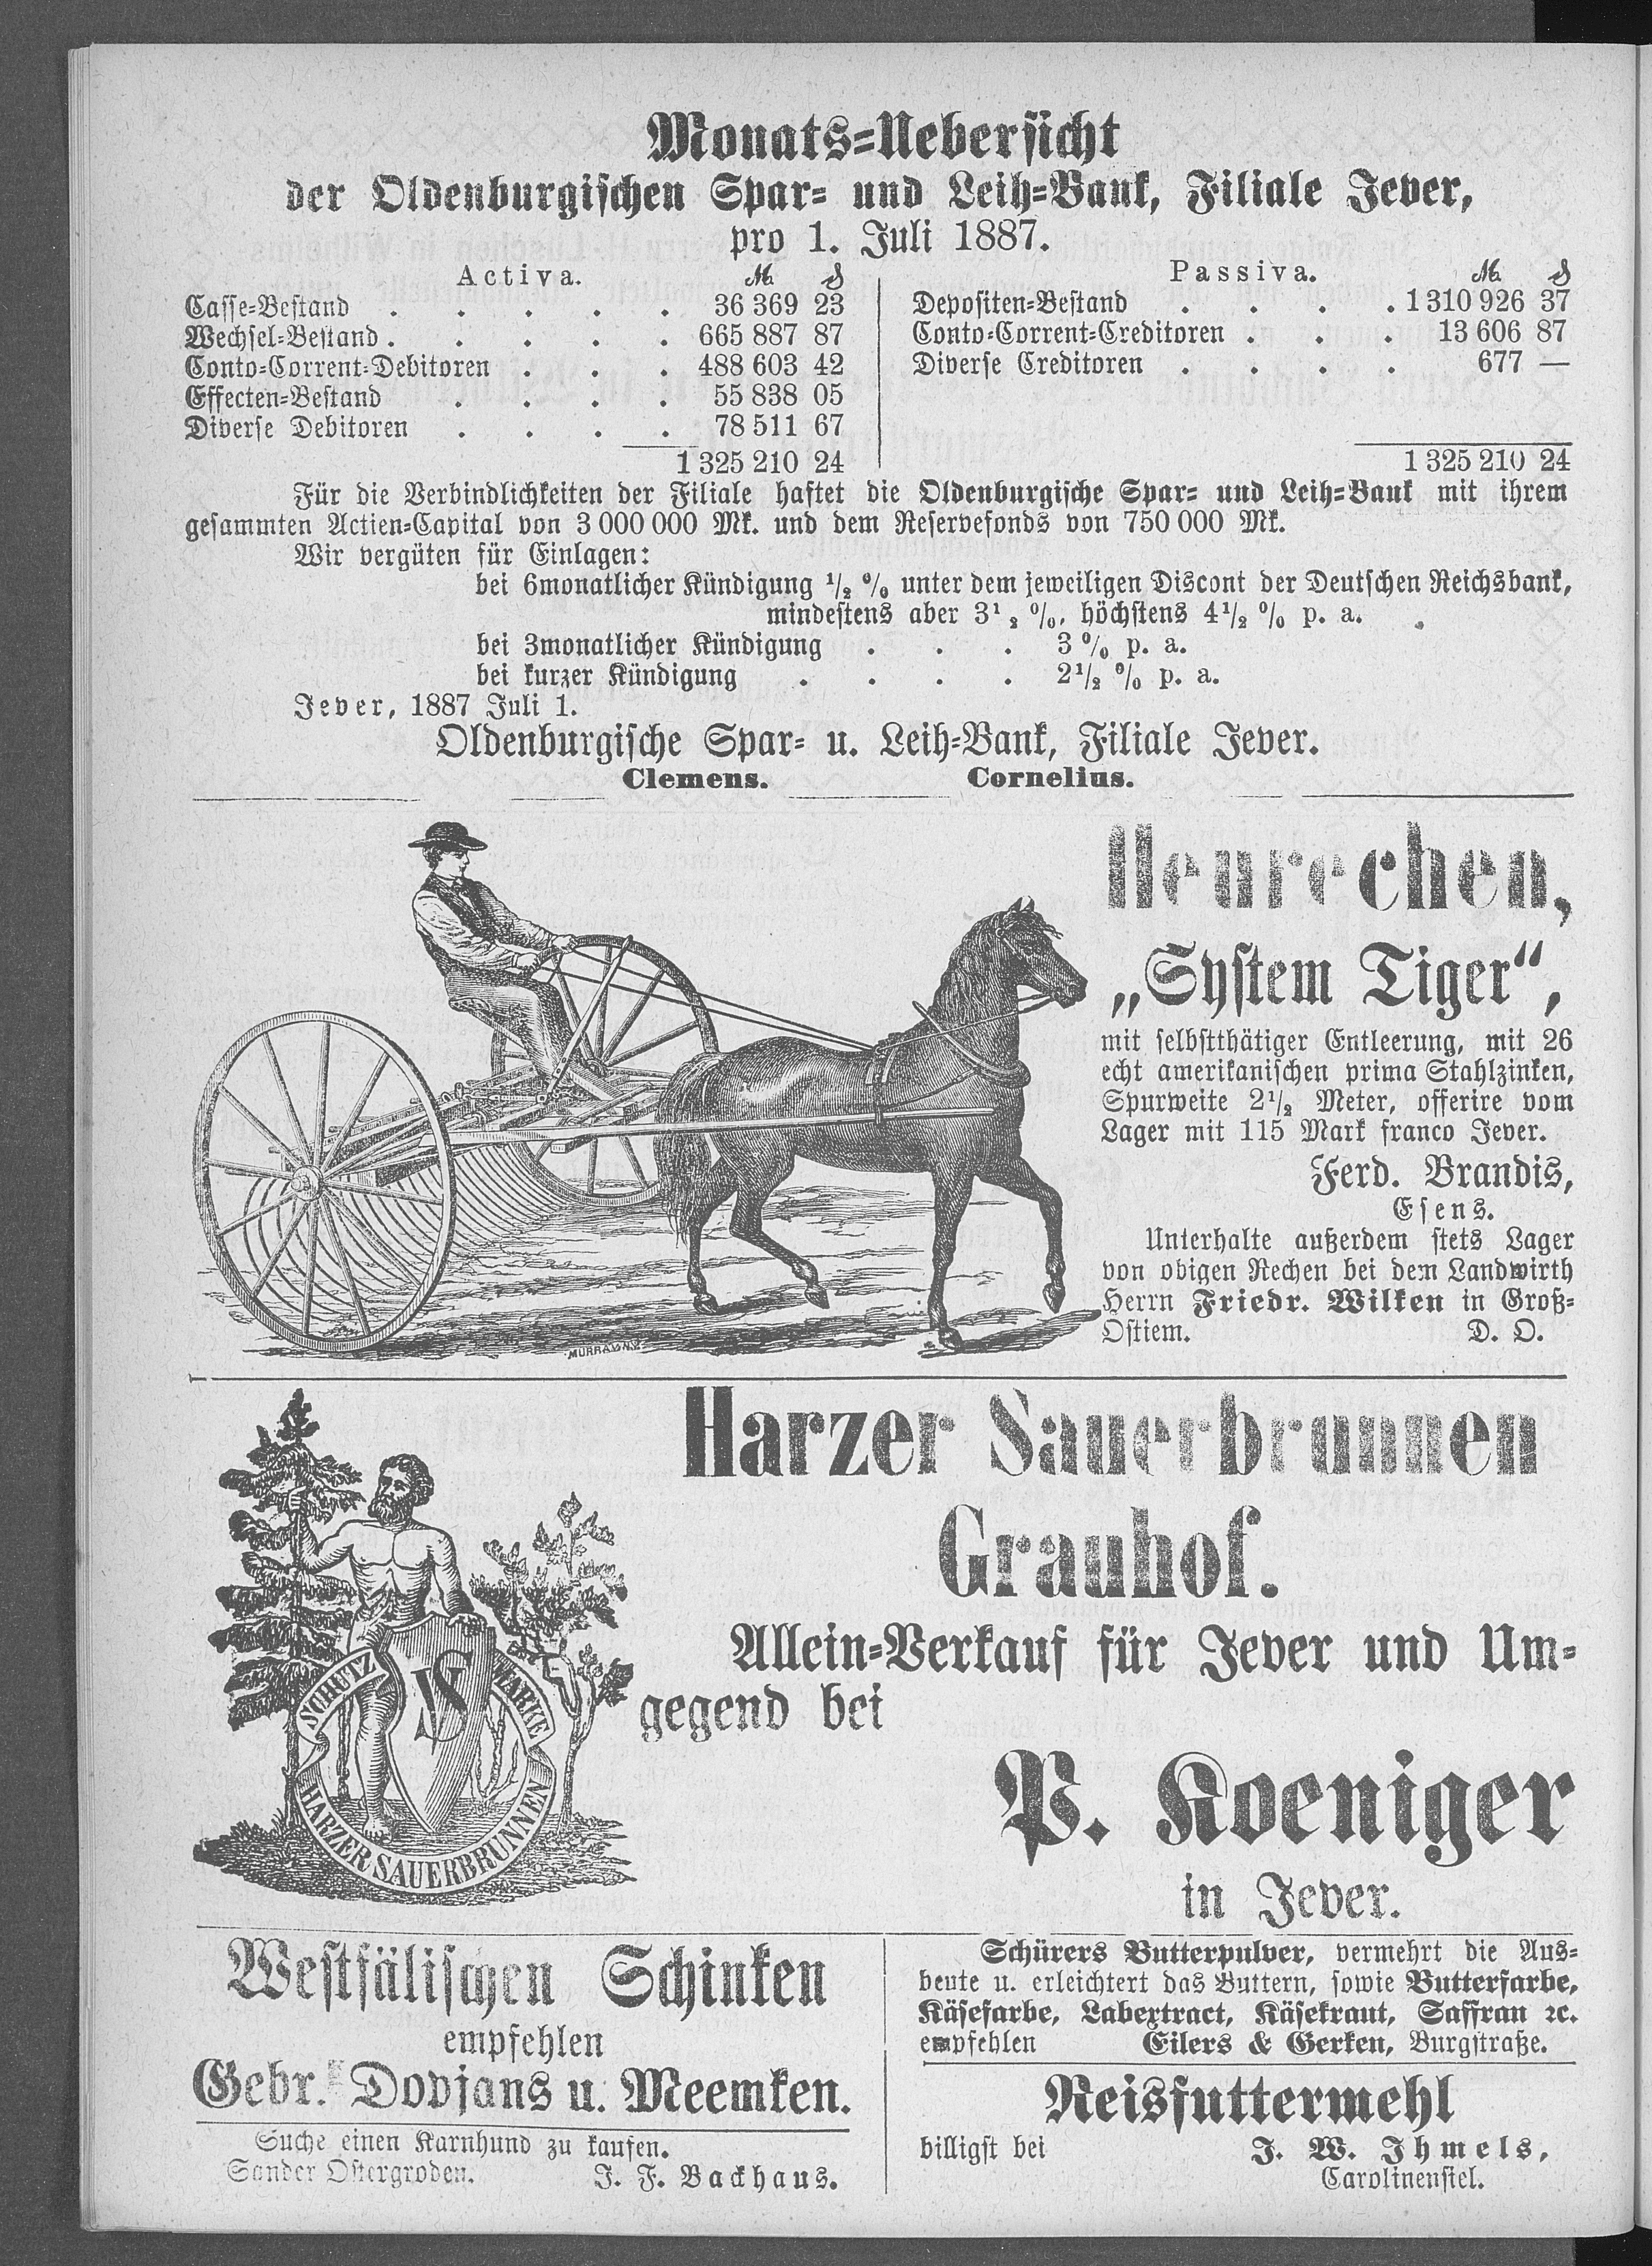 Monats-Uebersicht
der Oldenburgischen Spar- und Leih-Bank, Filiale Jever,
pro 1. Juli 1887.
Activa. M. ₰
Casse-Bestand . . . . . 36 369 23
Wechsel-Bestand . . . . . 665 887 87
Conto-Corrent-Debitoren . . . 488 603 42
Effecten-Bestand . . . . 55 838 05
Diverse Debitoren . . . . 78 511 67
1 325 210 24
Passiva. M. ₰
Depositen-Bestand . . . . 1 310 926 37
Conto-Corrent-Creditoren . . . 13 606 87
Diverse Creditoren . . . . 677 —
1 325 210 24
Für die Verbindlichkeiten der Filiale haftet die Oldenburgische Spar- und Leih-Bank mit ihrem
gesammten Actien-Capital von 3 000 000 Mk. und dem Reservefonds von 750 000 Mk.
Wir vergüten für Einlagen:
bei 6monatlicher Kündigung 1/2 % unter dem jeweiligen Discont der Deutschen Reichsbank,
mindestens aber 3 1/2 %, höchstens 4 1/2 % p. a.
bei 3monatlicher Kündigung . . . 3 % p. a.
bei kurzer Kündigung . . . . 2 1/2 % p. a.
Jever, 1887 Juli 1.
Oldenburgische Spar- u. Leih-Bank, Filiale Jever.
Clemens. Cornelius.
Heurechen,
„System Tiger“,
mit selbstthätiger Entleerung, mit 26
echt amerikanischen prima Stahlzinken,
Spurweite 2 1/2 Meter, offerire vom
Lager mit 115 Mark franco Jever.
Ferd. Brandis,
Esens.
Unterhalte außerdem stets Lager
von obigen Rechen bei dem Landwirth
Herrn Friedr. Wilken in Groß-
Ostiem. D. O.
Harzer Sauerbrunnen
Grauhof.
Allein-Verkauf für Jever und Um-
gegend bei
P. Koeniger
in Jever.
SCHUTZ MARKE
HARZER SAUERBRUNNEN
Westfälischen Schinken
empfehlen
Gebr. Dopjans u. Meemken.
Suche einen Karnhund zu kaufen.
Sander Ostergroden. J. F. Backhaus.
Schürers Butterpulver, vermehrt die Aus-
beute u. erleichtert das Buttern, sowie Butterfarbe,
Käsefarbe, Labextract, Käsekraut, Saffran ꝛc.
empfehlen Eilers & Gerken, Burgstraße.
Reisfuttermehl
billigst bei J. W. Ihmels,
Carolinensiel.